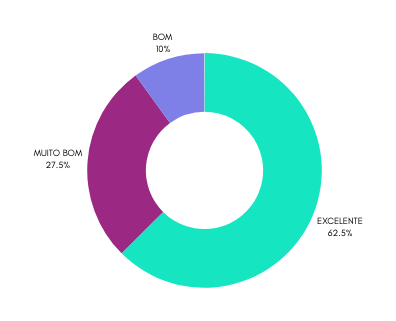 BOM
10%
MUITO BOM
27.5%
EXCELENTE
62.5%